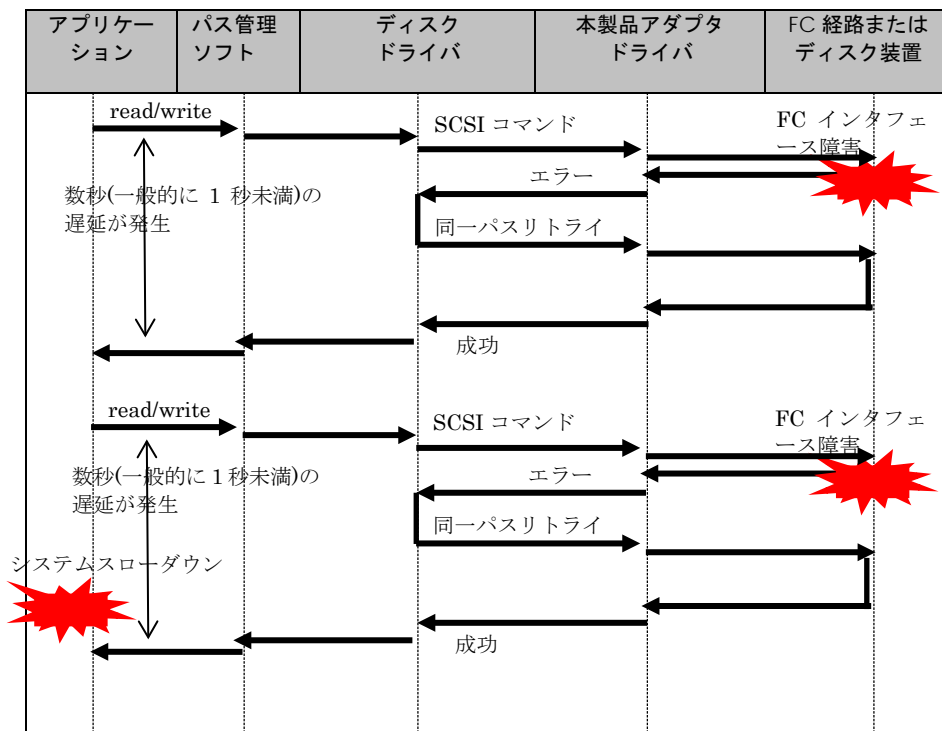 アプリケー
ション
パス管理
ソフト
ディスク
ドライバ
本製品アダプタ
ドライバ
FC 経路または
ディスク装置
read/write
SCSI コマンド
FC インタフェ
ース障害
エラー
数秒(一般的に 1 秒未満)の
遅延が発生
同一パスリトライ
成功
read/write
SCSI コマンド
FC インタフェ
ース障害
エラー
数秒(一般的に 1 秒未満)の
遅延が発生
同一パスリトライ
システムスローダウン
成功